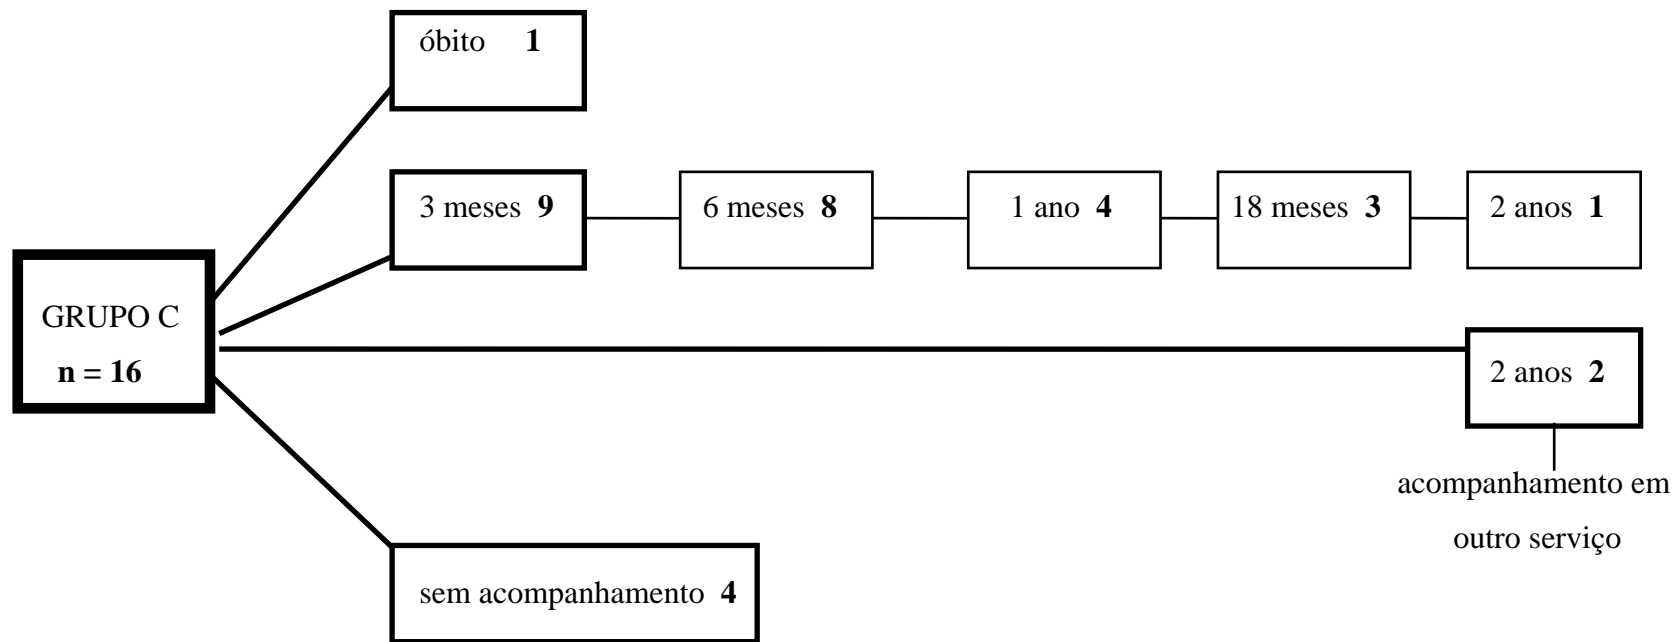 óbito 1
3 meses 9
6 meses 8
1 ano 4
18 meses 3
2 anos 1
GRUPO C
n = 16
2 anos 2
acompanhamento em
outro serviço
sem acompanhamento 4